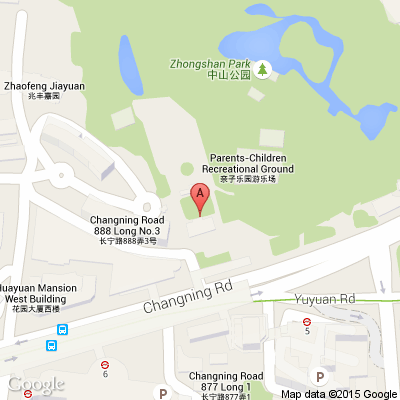 Zhongshan Park
中山公园
Zhaofeng Jiayuan
兆丰嘉园
Parents-Children
Recreational Ground
亲子乐园游乐场
A
Changning Road
888 Long No.3
长宁路888弄3号
Huayuan Mansion
West Building
花园大厦西楼
Changning Rd
Yuyuan Rd
5
6
P
P
Changning Road
877 Long 1
长宁路877弄1
Google
Map data ©2015 Google